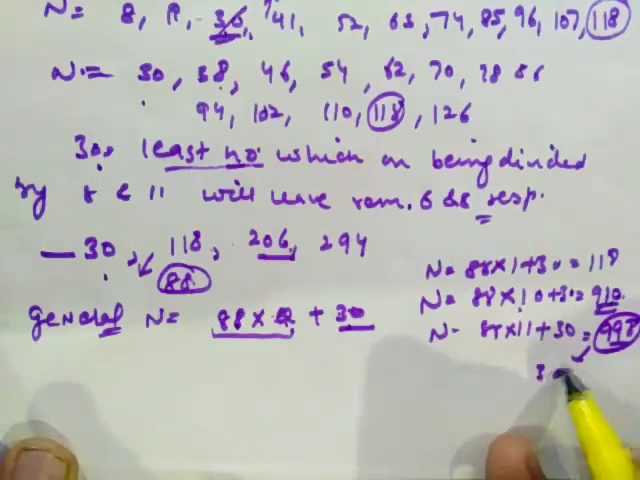 N = 8, 19, 30, 41, 52, 63, 74, 85, 96, 107, 118
N = 30, 38, 46, 54, 62, 70, 78 86
94, 102, 110, 118, 126
30, least no. which on being divided
by 8 & 11 will leave rem. 6 & 8 resp.
30, 118, 206, 294
88
General N = 88 × + 30
N = 88 × 1 + 30 = 118
N = 88 × 10 + 30 = 910
N - 88 × 11 + 30 = 998
3